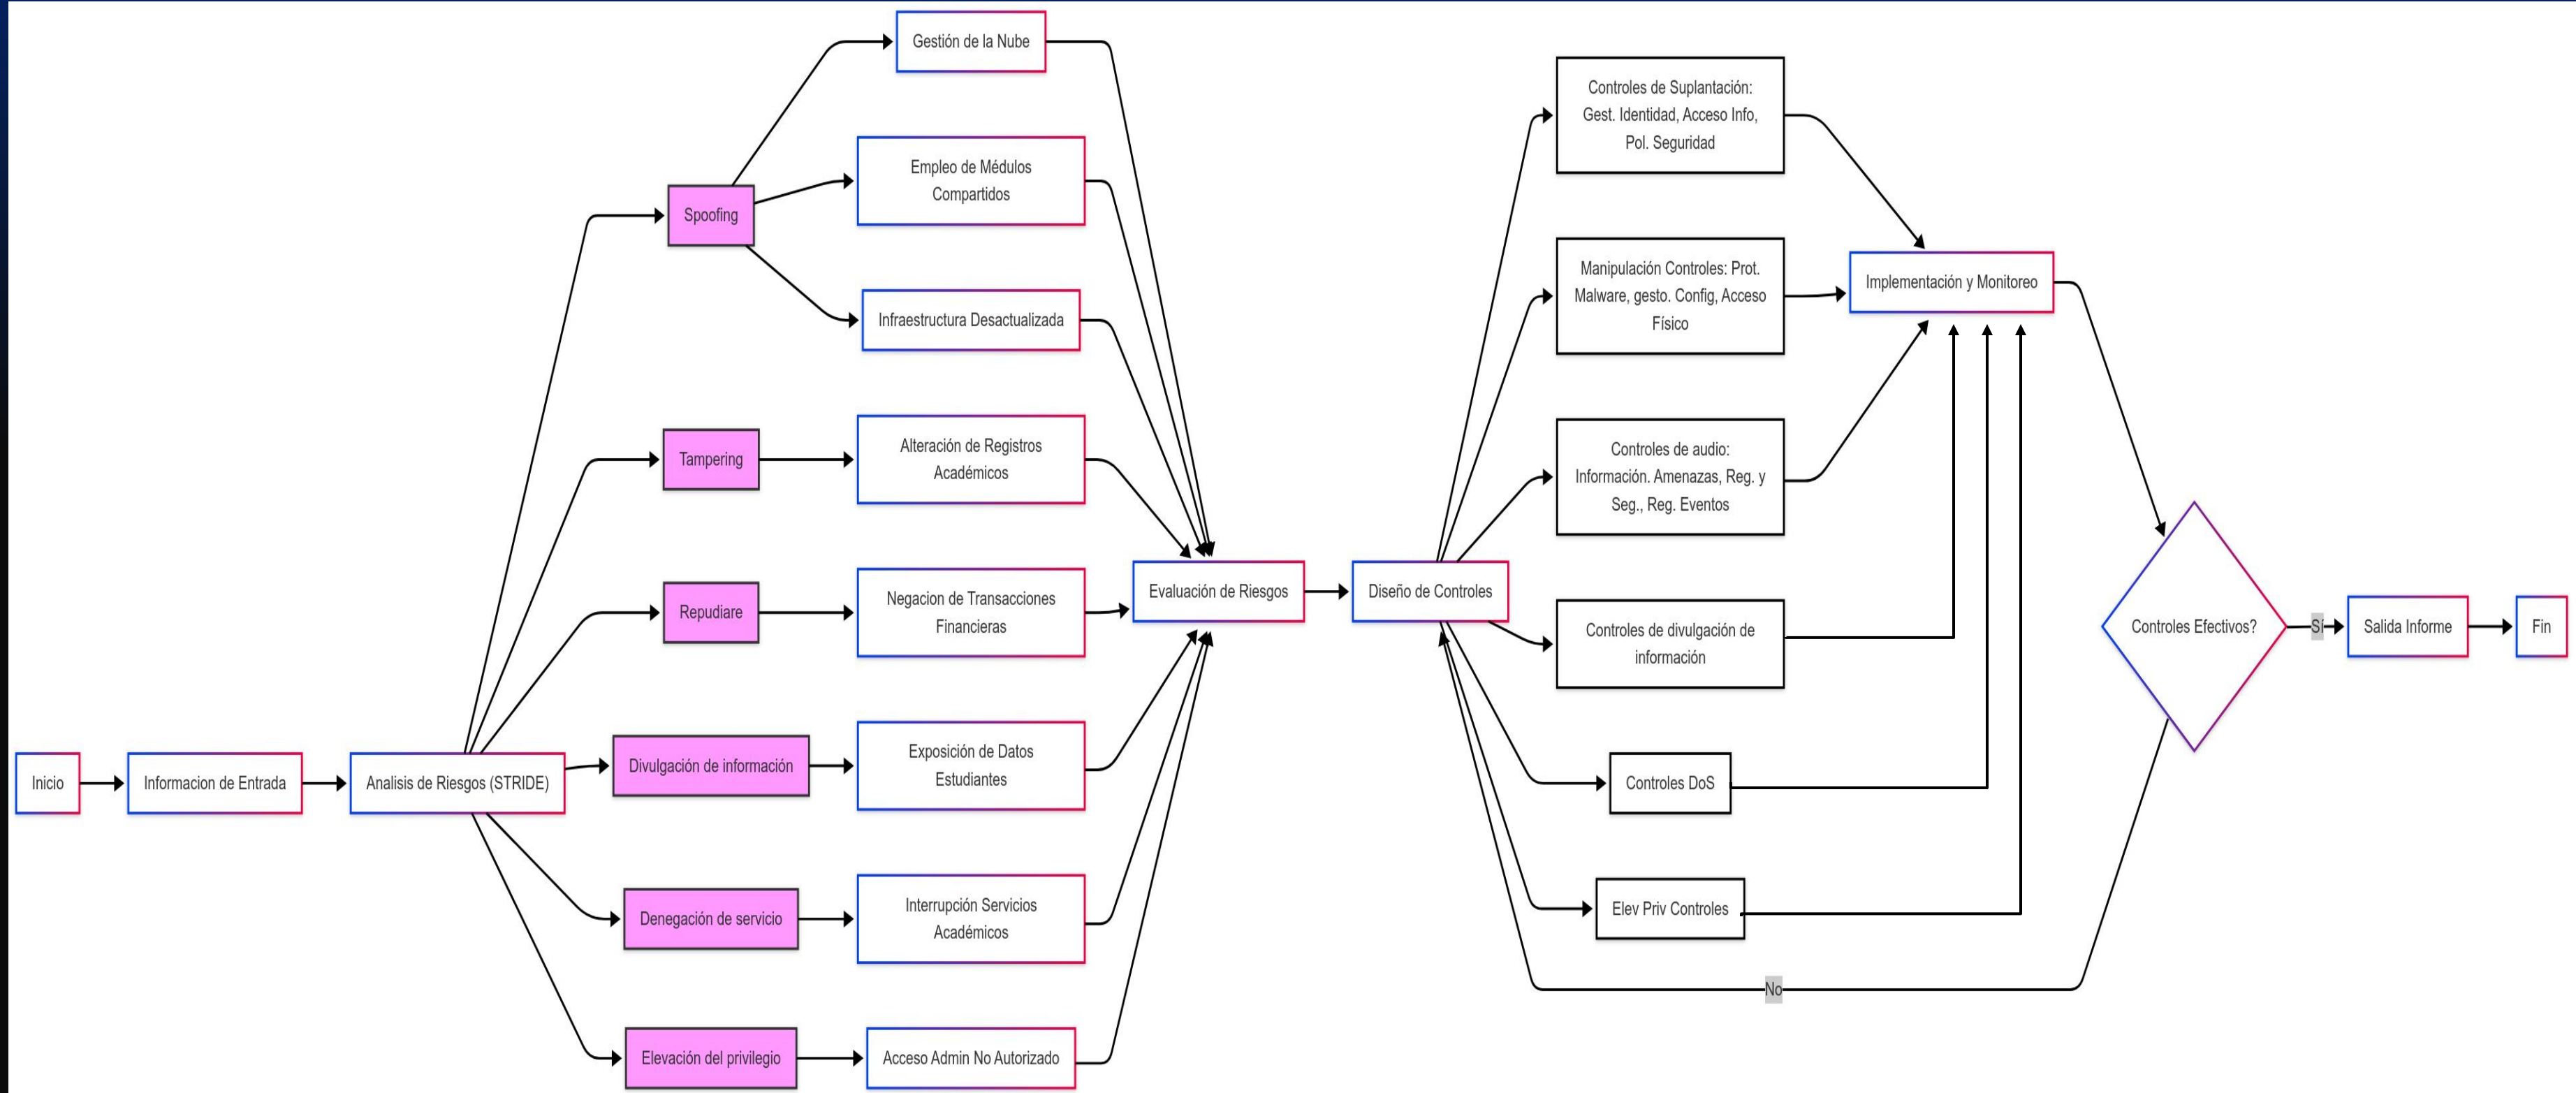 Inicio
Informacion de Entrada
Analisis de Riesgos (STRIDE)
Spoofing
Tampering
Repudiare
Divulgación de información
Denegación de servicio
Elevación del privilegio
Gestión de la Nube
Empleo de Médulos
Compartidos
Infraestructura Desactualizada
Alteración de Registros
Académicos
Negacion de Transacciones
Financieras
Exposición de Datos
Estudiantes
Interrupción Servicios
Académicos
Acceso Admin No Autorizado
Evaluación de Riesgos
Diseño de Controles
Controles de Suplantación:
Gest. Identidad, Acceso Info,
Pol. Seguridad
Manipulación Controles: Prot.
Malware, gesto. Config, Acceso
Físico
Controles de audio:
Información. Amenazas, Reg. y
Seg., Reg. Eventos
Controles de divulgación de
información
Controles DoS
Elev Priv Controles
Implementación y Monitoreo
Controles Efectivos?
No
Sí
Salida Informe
Fin